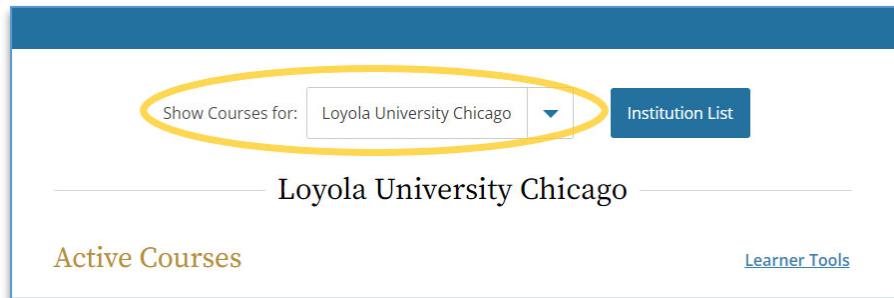 Show Courses for: Loyola University Chicago Institution List
Loyola University Chicago
Active Courses Learner Tools